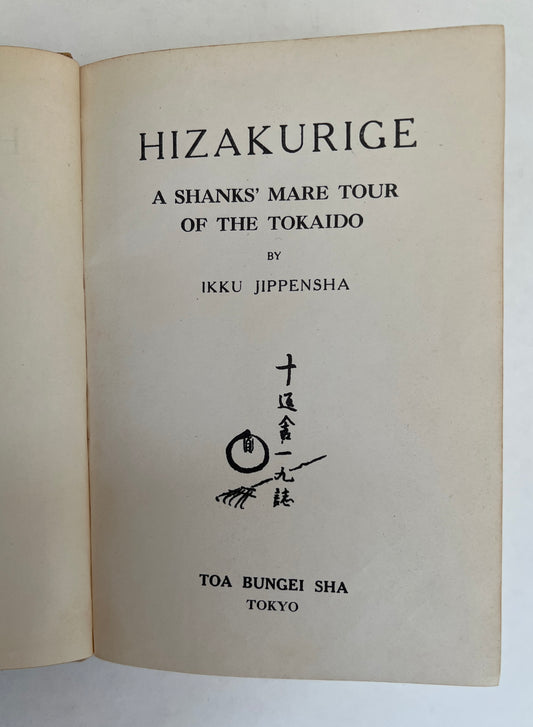 HIZAKURIGE
A SHANKS' MARE TOUR
OF THE TOKAIDO
BY
IKKU JIPPENSHA
十返舎一九誌
TOA BUNGEI SHA
TOKYO